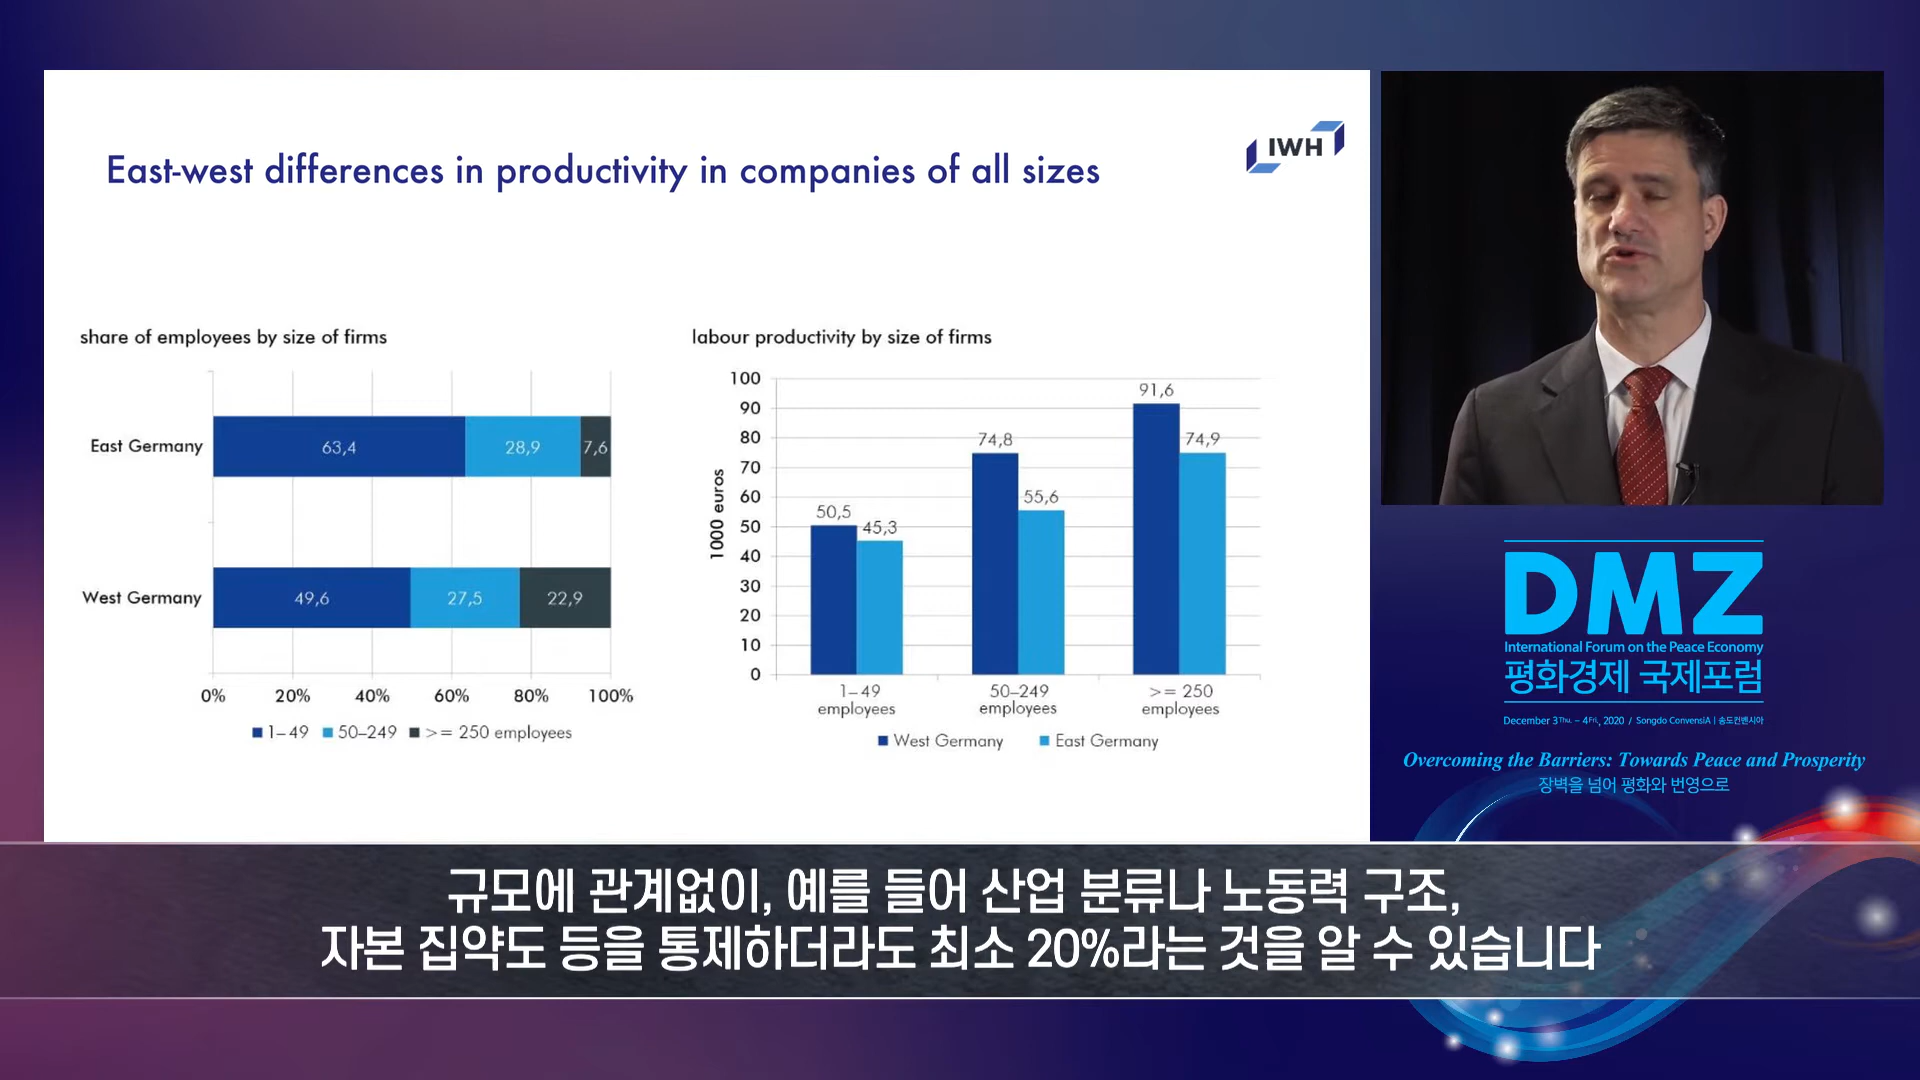 East-west differences in productivity in companies of all sizes
IWH
share of employees by size of firms
East Germany
63,4
28,9
7,6
West Germany
49,6
27,5
22,9
0% 20% 40% 60% 80% 100%
1–49 50–249 >= 250 employees
labour productivity by size of firms
1000 euros
100
90
80
70
60
50
40
30
20
10
0
50,5
45,3
74,8
55,6
91,6
74,9
1–49 employees
50–249 employees
>= 250 employees
West Germany East Germany
DMZ
International Forum on the Peace Economy
평화경제 국제포럼
December 3Thu. – 4Fri., 2020 / Songdo ConvensiA | 송도컨벤시아
Overcoming the Barriers: Towards Peace and Prosperity
장벽을 넘어 평화와 번영으로
규모에 관계없이, 예를 들어 산업 분류나 노동력 구조,
자본 집약도 등을 통제하더라도 최소 20%라는 것을 알 수 있습니다